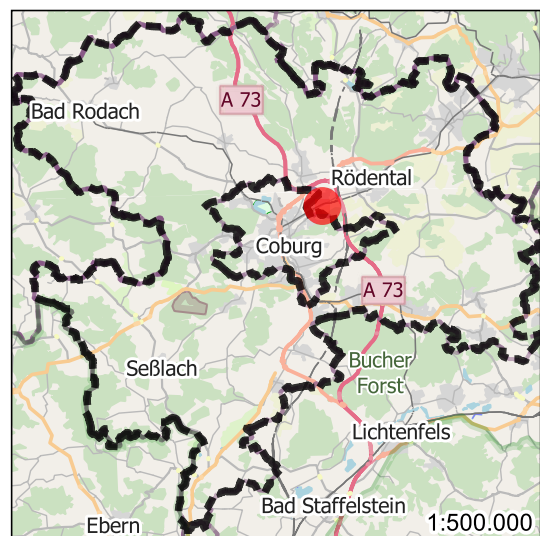 A 73
Bad Rodach
Rödental
Coburg
A 73
Bucher
Forst
Seßlach
Lichtenfels
Bad Staffelstein
Ebern
1:500.000